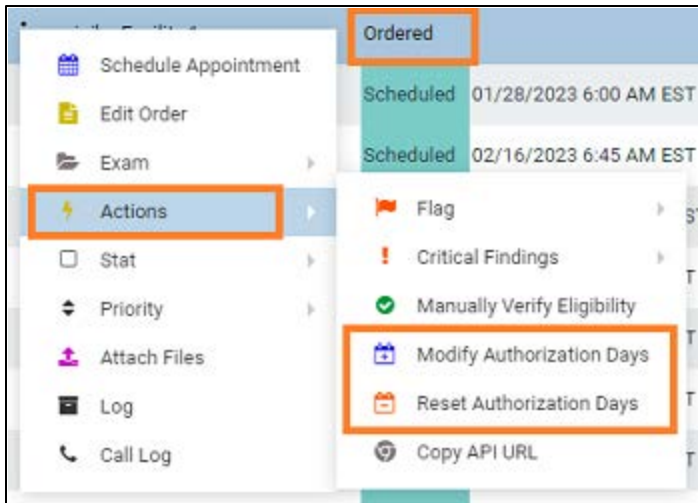 Ordered
Schedule Appointment
Scheduled 01/28/2023 6:00 AM EST
Edit Order
Exam
Scheduled 02/16/2023 6:45 AM EST
Actions
Flag
Stat
Critical Findings
Priority
Manually Verify Eligibility
Attach Files
Modify Authorization Days
Log
Reset Authorization Days
Call Log
Copy API URL